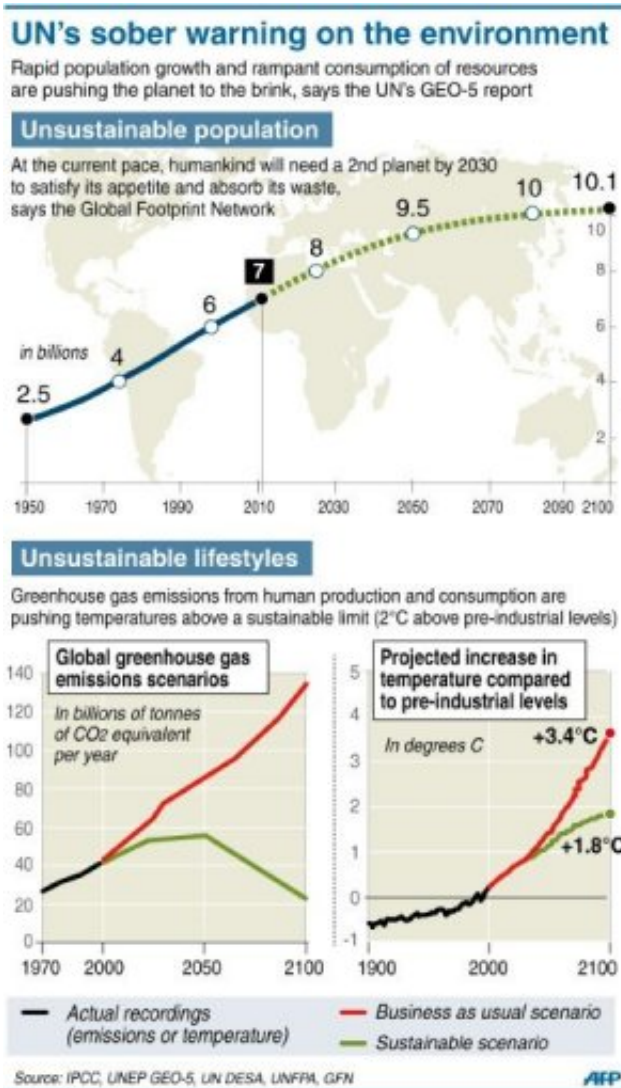 UN's sober warning on the environment
Rapid population growth and rampant consumption of resources
are pushing the planet to the brink, says the UN's GEO-5 report
Unsustainable population
At the current pace, humankind will need a 2nd planet by 2030
to satisfy its appetite and absorb its waste,
says the Global Footprint Network
10 10.1
9.5
10
8
7
8
6
6
in billions
4
4
2.5
2
1950 1970 1990 2010 2030 2050 2070 2090 2100
Unsustainable lifestyles
Greenhouse gas emissions from human production and consumption are
pushing temperatures above a sustainable limit (2°C above pre-industrial levels)
Global greenhouse gas
emissions scenarios
In billions of tonnes
of CO2 equivalent
per year
140
120
100
80
60
40
20
0
1970 2000 2050 2100
Projected increase in
temperature compared
to pre-industrial levels
In degrees C
+3.4°C
+1.8°C
5
4
3
2
1
0
-1
1900 2000 2100
Actual recordings
(emissions or temperature)
Business as usual scenario
Sustainable scenario
Source: IPCC, UNEP GEO-5, UN DESA, UNFPA, GFN
AFP